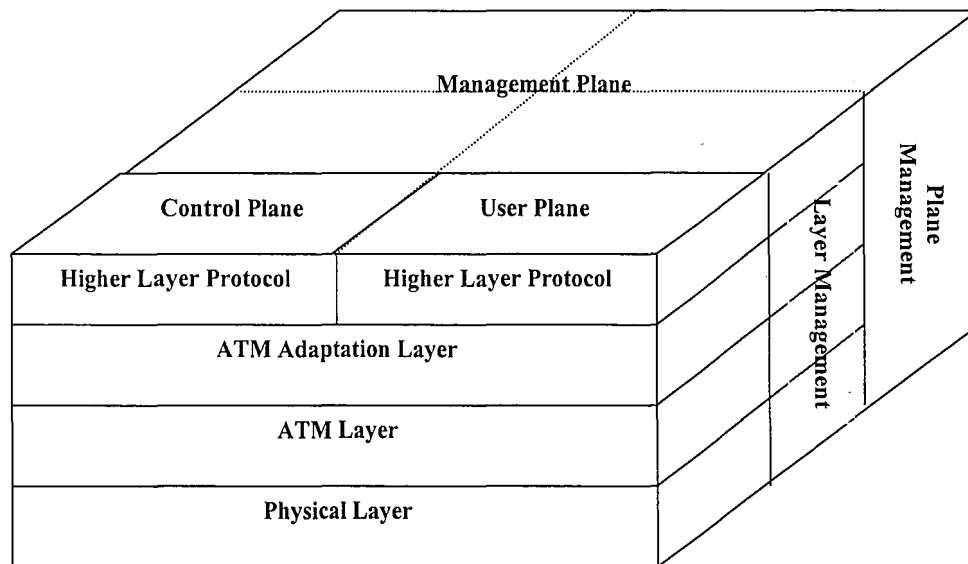 Management Plane
Control Plane
User Plane
Higher Layer Protocol
Higher Layer Protocol
ATM Adaptation Layer
ATM Layer
Physical Layer
Layer Management
Plane
Management